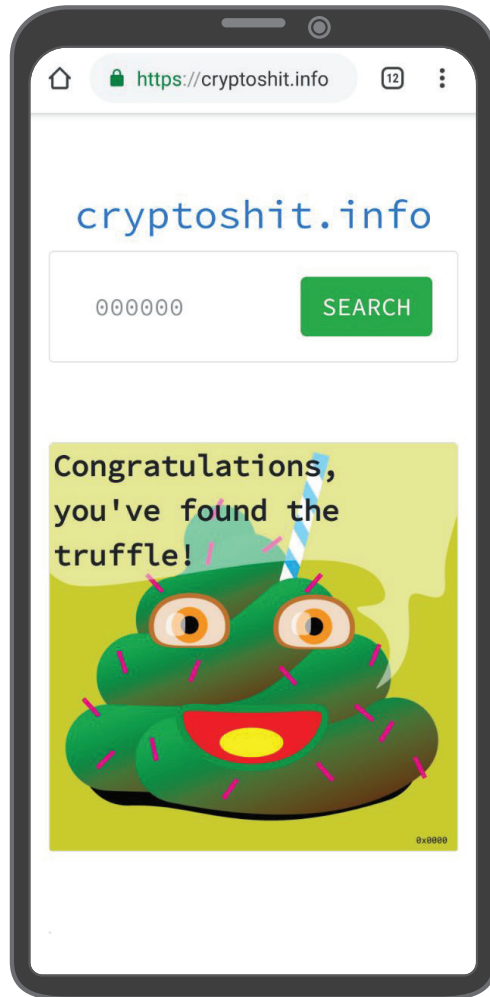 https://cryptoshit.info
12
cryptoshit.info
000000
SEARCH
Congratulations,
you've found the
truffle!
0x0000